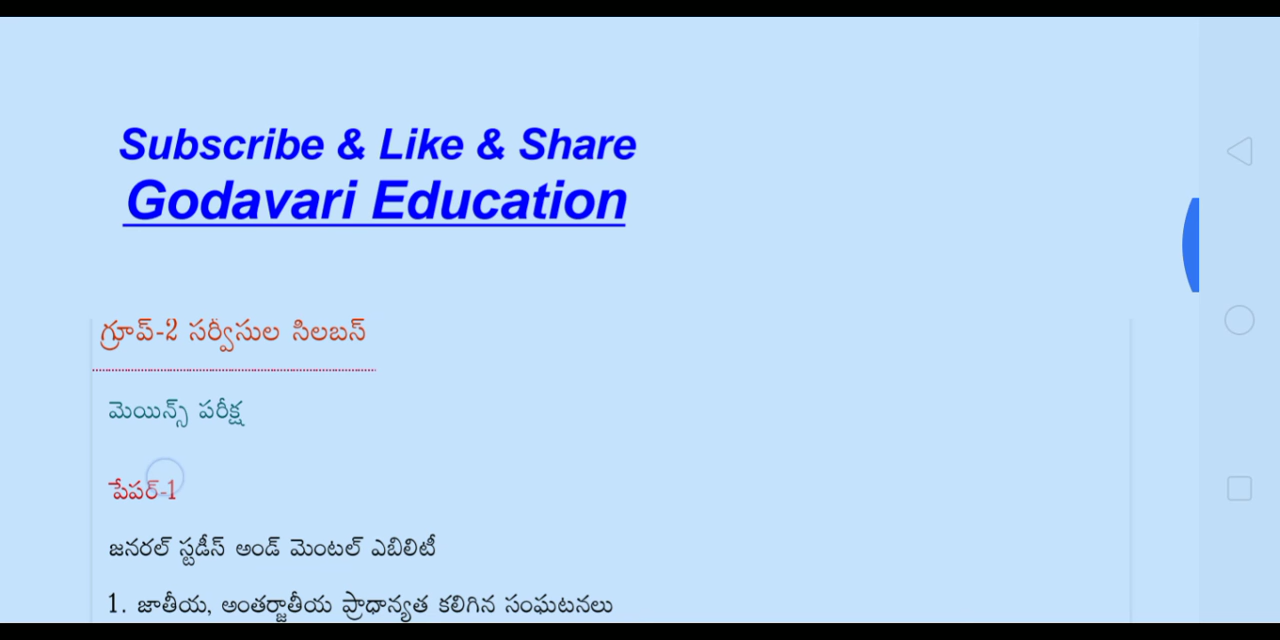 Subscribe & Like & Share
Godavari Education
గ్రూప్-2 సర్వీసుల సిలబస్
మెయిన్స్ పరీక్ష
పేపర్-1
జనరల్ స్టడీస్ అండ్ మెంటల్ ఎబిలిటీ
1. జాతీయ, అంతర్జాతీయ ప్రాధాన్యత కలిగిన సంఘటనలు